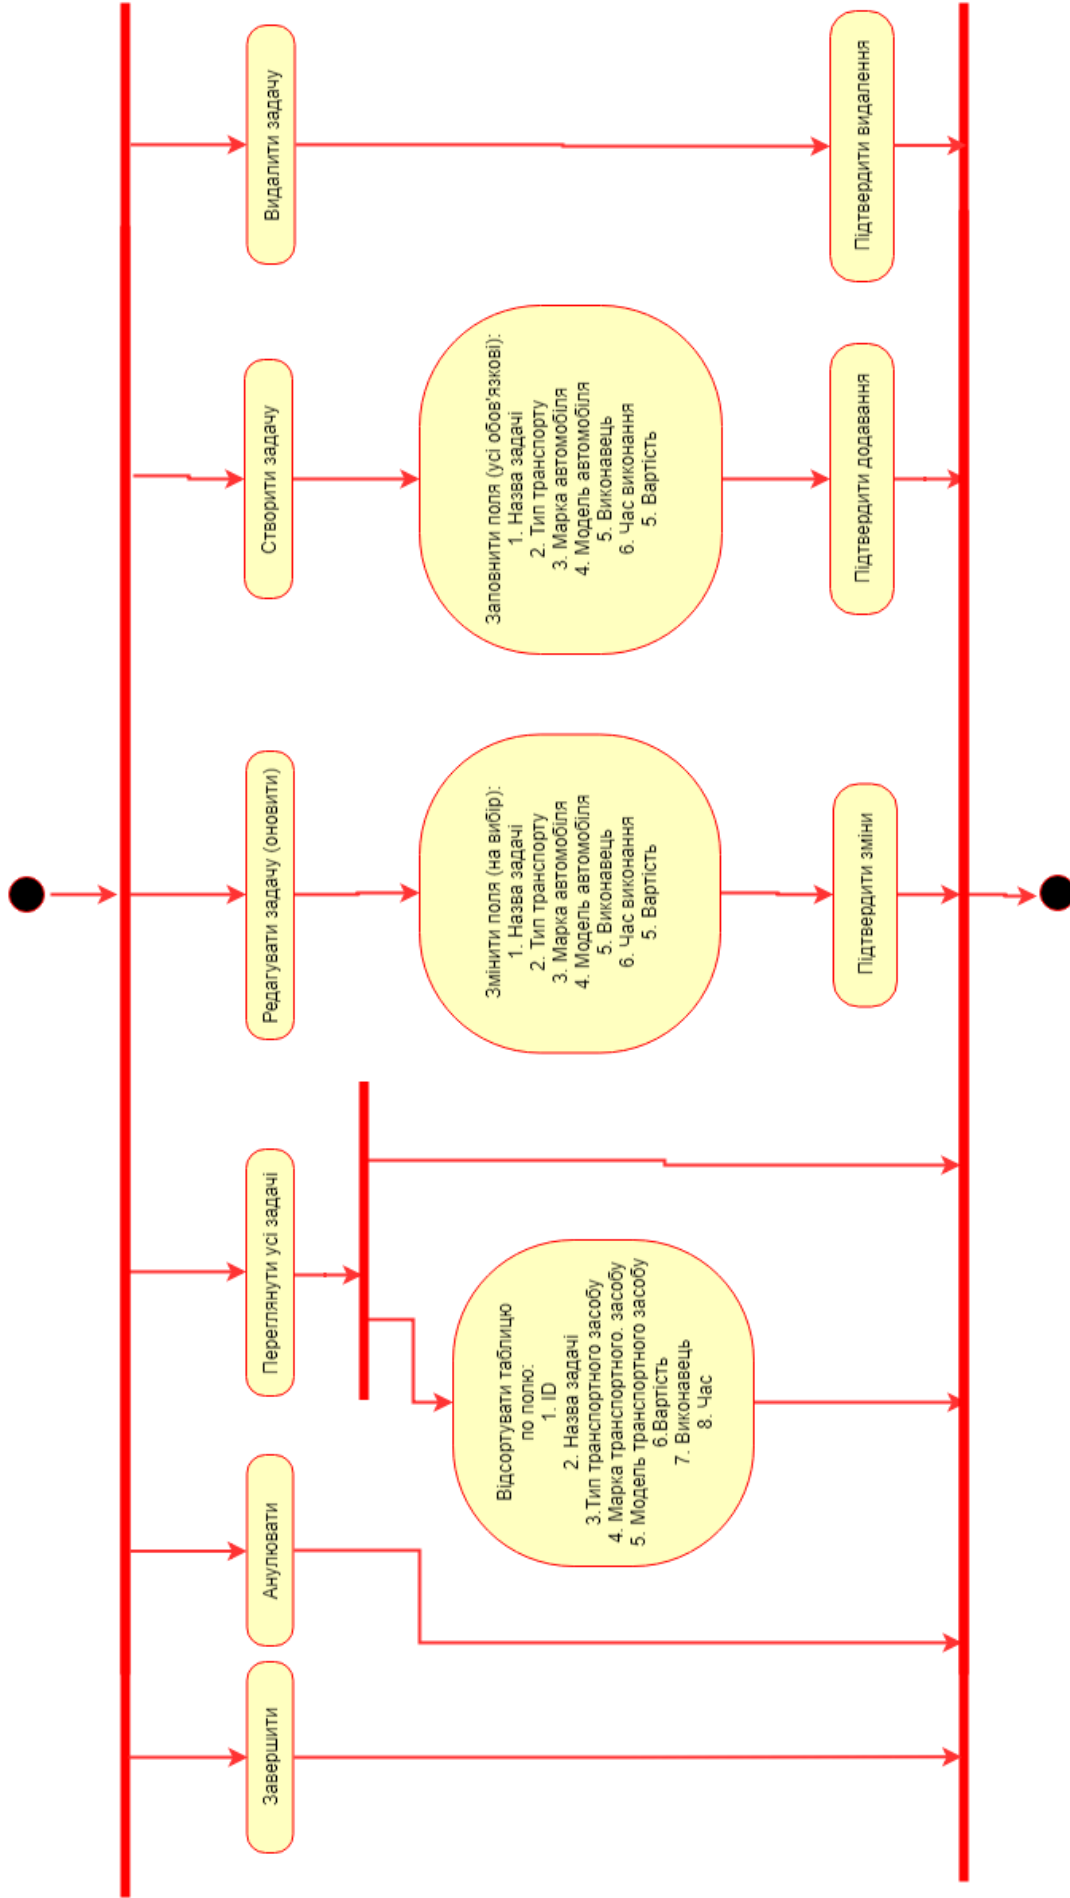 Завершити
Анулювати
Переглянути усі задачі
Редагувати задачу (оновити)
Створити задачу
Видалити задачу
Відсортувати таблицю
по полю:
1. ID
2. Назва задачі
3.Тип транспортного засобу
4. Марка транспортного. засобу
5. Модель транспортного засобу
6.Вартість
7. Виконавець
8. Час
Змінити поля (на вибір):
1. Назва задачі
2. Тип транспорту
3. Марка автомобіля
4. Модель автомобіля
5. Виконавець
6. Час виконання
5. Вартість
Заповнити поля (усі обов'язкові):
1. Назва задачі
2. Тип транспорту
3. Марка автомобіля
4. Модель автомобіля
5. Виконавець
6. Час виконання
5. Вартість
Підтвердити зміни
Підтвердити додавання
Підтвердити видалення